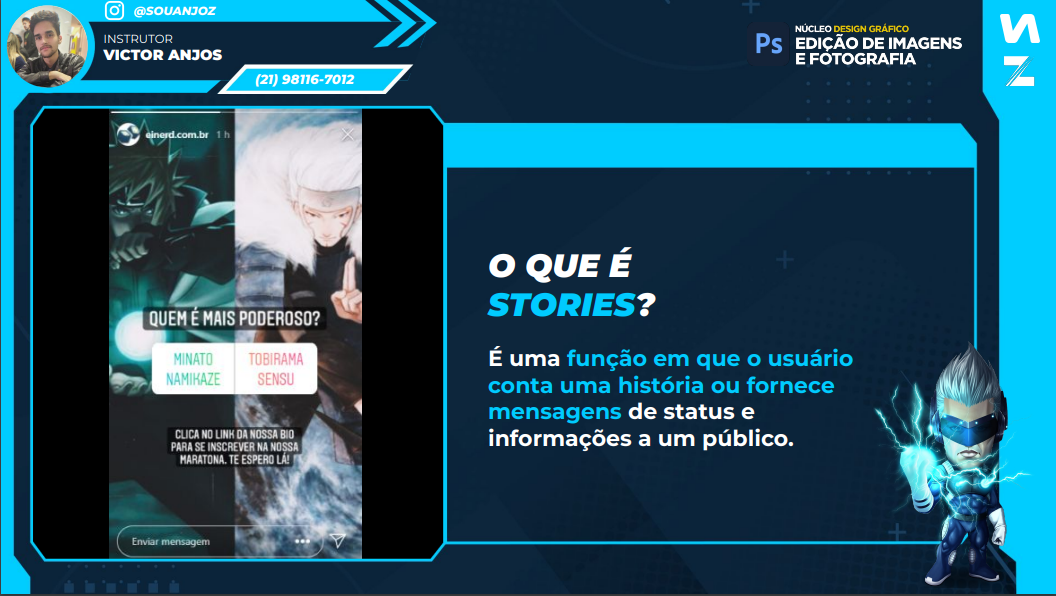 @SOUANJOZ
INSTRUTOR
VICTOR ANJOS
(21) 98116-7012
Ps
NÚCLEO DESIGN GRÁFICO
EDIÇÃO DE IMAGENS
E FOTOGRAFIA
einerd.com.br 1 h
QUEM É MAIS PODEROSO?
MINATO
NAMIKAZE
TOBIRAMA
SENSU
CLICA NO LINK DA NOSSA BIO
PARA SE INSCREVER NA NOSSA
MARATONA. TE ESPERO LÁ!
Enviar mensagem
O QUE É
STORIES?
É uma função em que o usuário
conta uma história ou fornece
mensagens de status e
informações a um público.